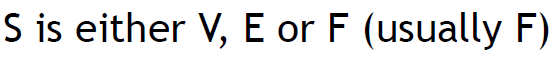 S is either V, E or F (usually F)